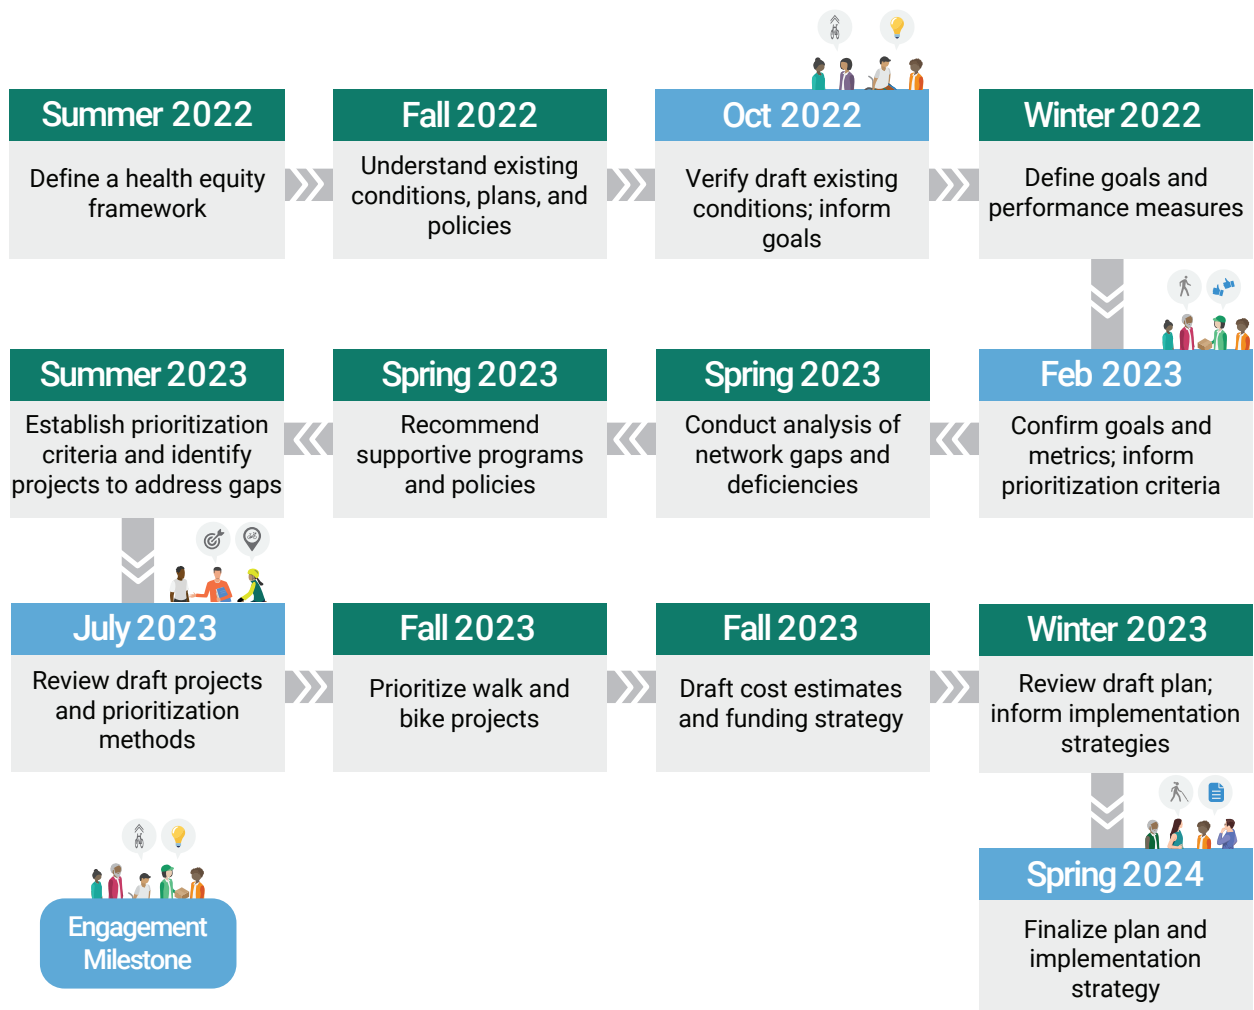 Summer 2022
Define a health equity
framework
Fall 2022
Understand existing
conditions, plans, and
policies
Oct 2022
Verify draft existing
conditions; inform
goals
Winter 2022
Define goals and
performance measures
Feb 2023
Confirm goals and
metrics; inform
prioritization criteria
Spring 2023
Conduct analysis of
network gaps and
deficiencies
Spring 2023
Recommend
supportive programs
and policies
Summer 2023
Establish prioritization
criteria and identify
projects to address gaps
July 2023
Review draft projects
and prioritization
methods
Fall 2023
Prioritize walk and
bike projects
Fall 2023
Draft cost estimates
and funding strategy
Winter 2023
Review draft plan;
inform implementation
strategies
Spring 2024
Finalize plan and
implementation
strategy
Engagement
Milestone